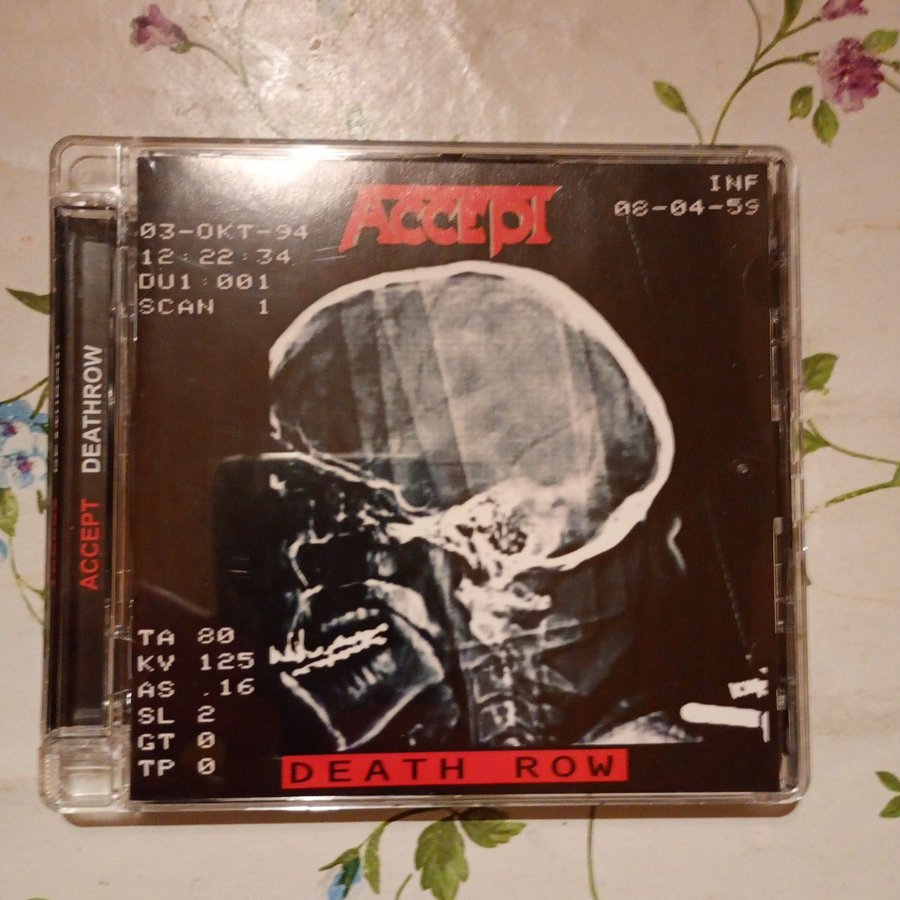 ACCEPT
INF
08-04-59
03-OKT-94
12:22:34
DU1:001
SCAN 1
ACCEPT DEATHROW
TA 80
KV 125
AS .16
SL 2
GT 0
TP 0
DEATH ROW